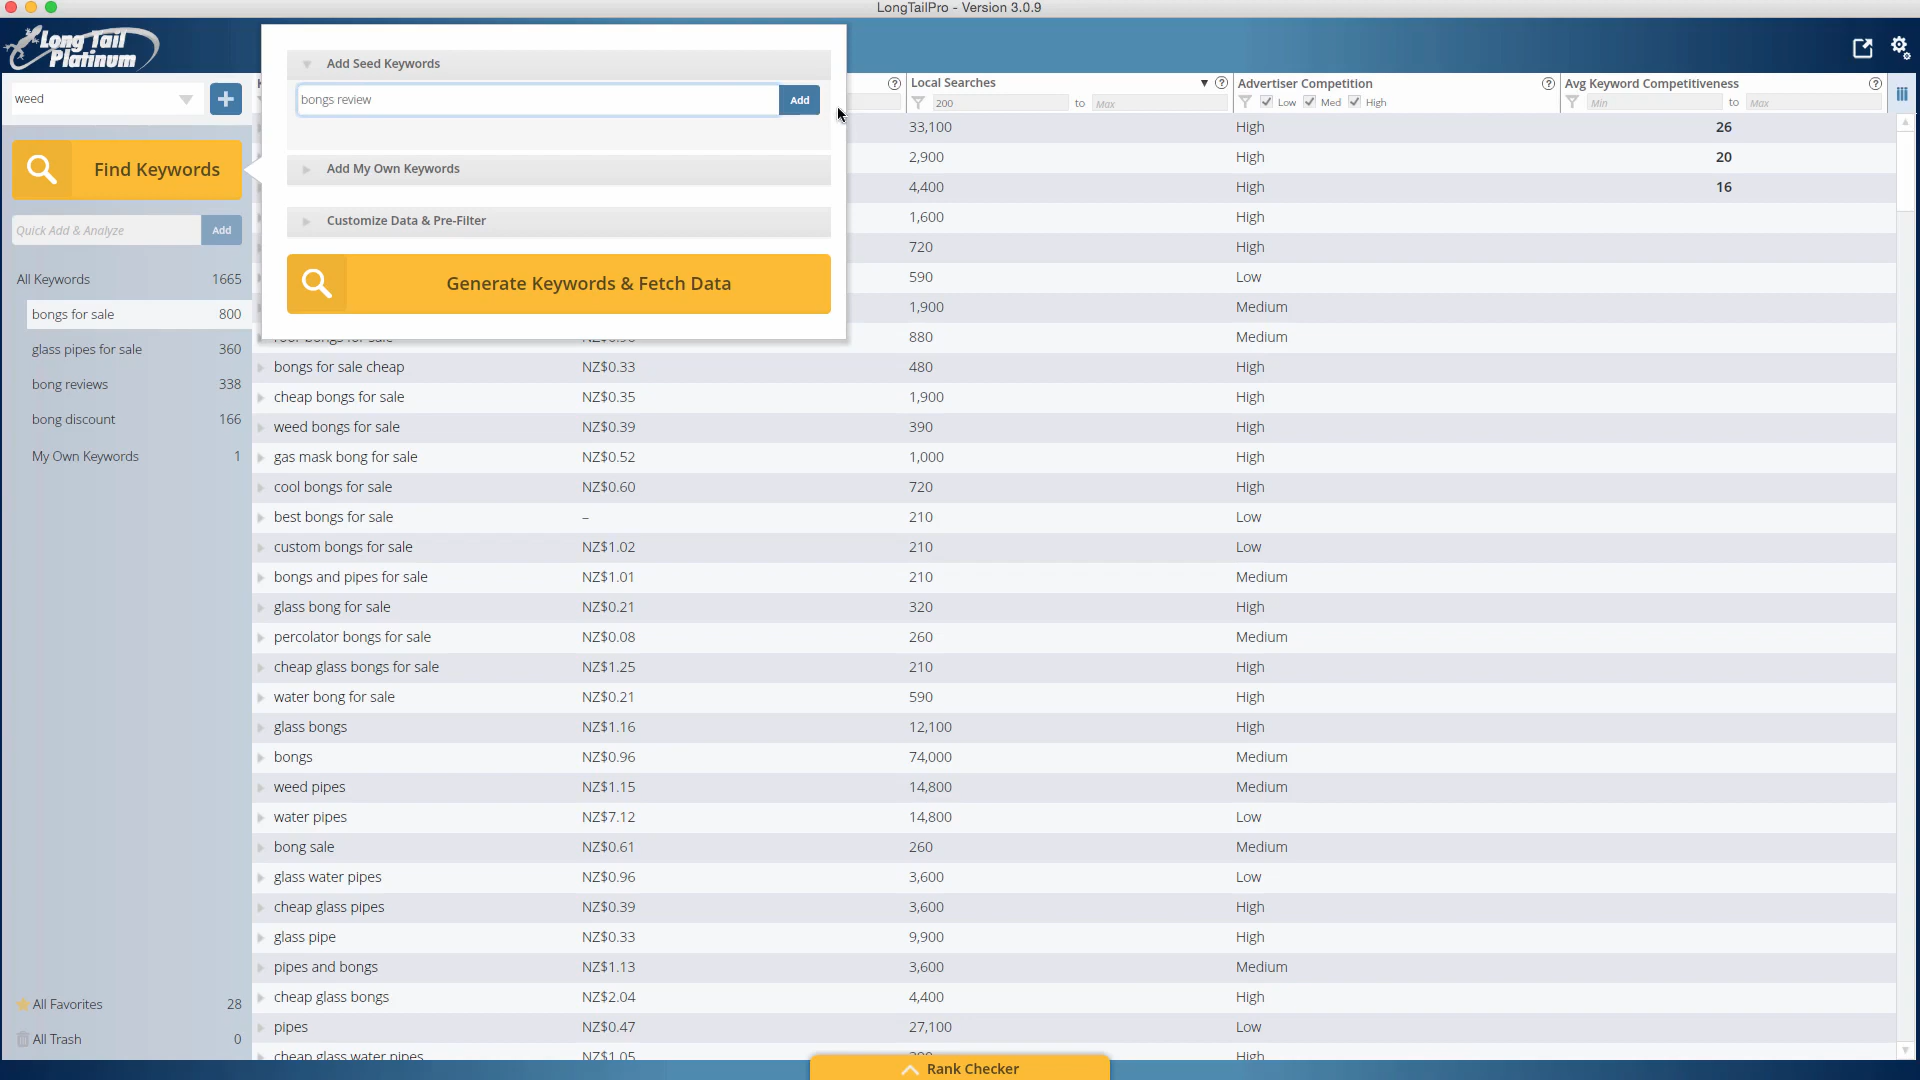 LongTailPro - Version 3.0.9
Long Tail
Platinum
Add Seed Keywords
Local Searches
Advertiser Competition
Avg Keyword Competitiveness
weed
bongs review
Add
200 to Max
Low Med High
Min to Max
33,100 High 26
2,900 High 20
Find Keywords
Add My Own Keywords
4,400 High 16
1,600 High
Quick Add & Analyze Add
Customize Data & Pre-Filter
720 High
All Keywords 1665
Generate Keywords & Fetch Data
590 Low
bongs for sale 800
1,900 Medium
880 Medium
glass pipes for sale 360
bongs for sale cheap NZ$0.33 480 High
bong reviews 338
cheap bongs for sale NZ$0.35 1,900 High
bong discount 166
weed bongs for sale NZ$0.39 390 High
My Own Keywords 1
gas mask bong for sale NZ$0.52 1,000 High
cool bongs for sale NZ$0.60 720 High
best bongs for sale – 210 Low
custom bongs for sale NZ$1.02 210 Low
bongs and pipes for sale NZ$1.01 210 Medium
glass bong for sale NZ$0.21 320 High
percolator bongs for sale NZ$0.08 260 Medium
cheap glass bongs for sale NZ$1.25 210 High
water bong for sale NZ$0.21 590 High
glass bongs NZ$1.16 12,100 High
bongs NZ$0.96 74,000 Medium
weed pipes NZ$1.15 14,800 Medium
water pipes NZ$7.12 14,800 Low
bong sale NZ$0.61 260 Medium
glass water pipes NZ$0.96 3,600 Low
cheap glass pipes NZ$0.39 3,600 High
glass pipe NZ$0.33 9,900 High
pipes and bongs NZ$1.13 3,600 Medium
cheap glass bongs NZ$2.04 4,400 High
All Favorites 28
pipes NZ$0.47 27,100 Low
All Trash 0
cheap glass water pipes NZ$1.05 High
Rank Checker